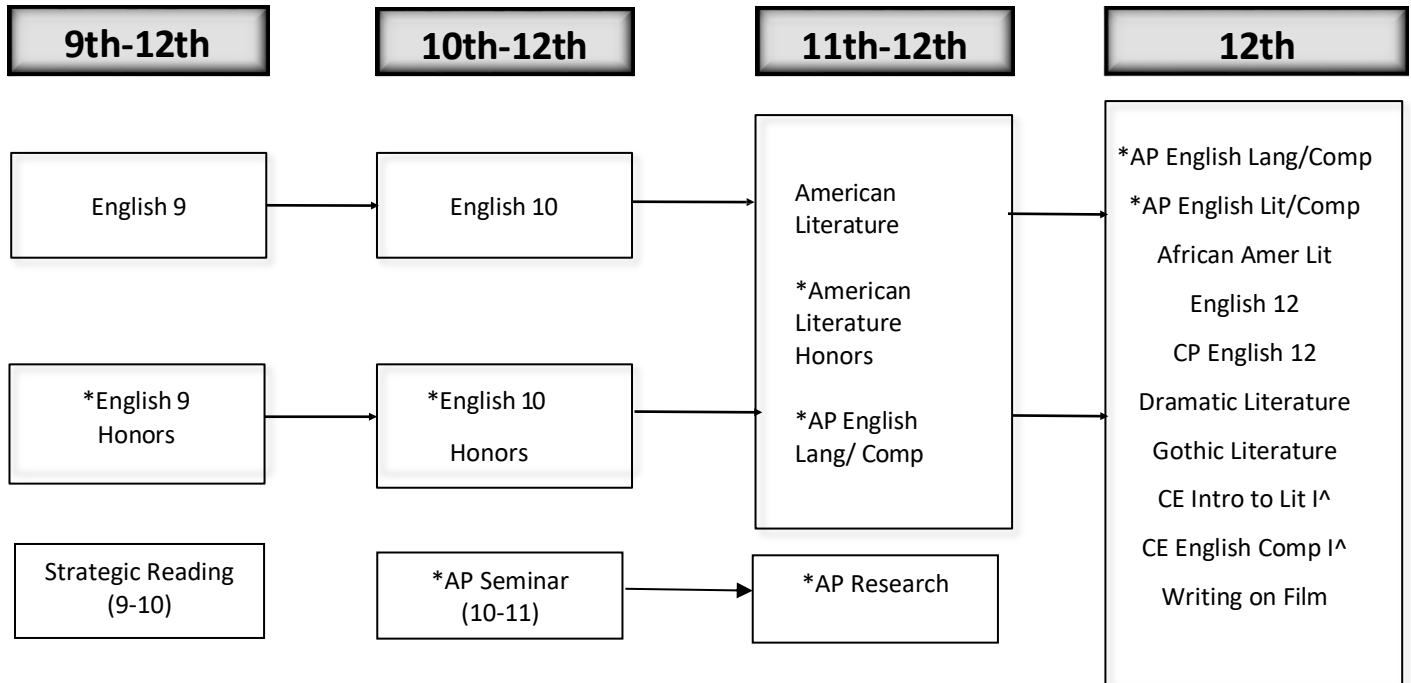 9th-12th
10th-12th
11th-12th
12th
English 9
English 10
American
Literature
*American
Literature
Honors
*AP English
Lang/ Comp
*AP English Lang/Comp
*AP English Lit/Comp
African Amer Lit
English 12
CP English 12
Dramatic Literature
Gothic Literature
CE Intro to Lit I^
CE English Comp I^
Writing on Film
*English 9
Honors
*English 10
Honors
Strategic Reading
(9-10)
*AP Seminar
(10-11)
*AP Research